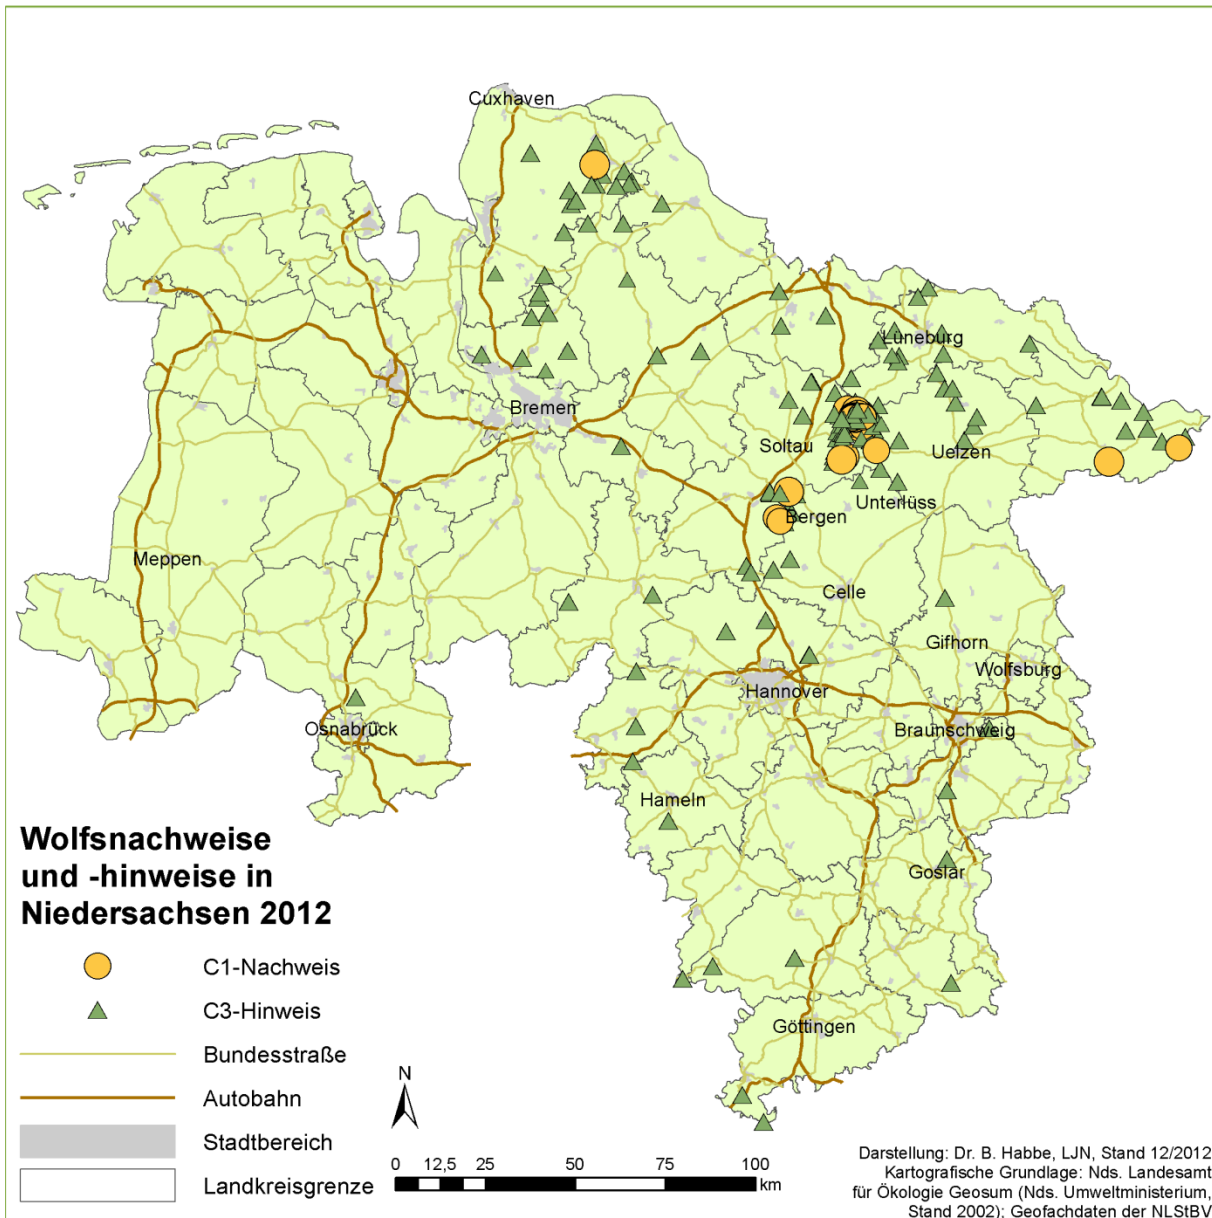 Cuxhaven
Lüneburg
Bremen
Soltau
Uelzen
Unterlüss
Bergen
Meppen
Celle
Gifhorn
Wolfsburg
Hannover
Osnabrück
Braunschweig
Hameln
Goslar
Göttingen
Wolfsnachweise
und -hinweise in
Niedersachsen 2012
C1-Nachweis
C3-Hinweis
Bundesstraße
Autobahn
Stadtbereich
Landkreisgrenze
N
0 12,5 25 50 75 100
km
Darstellung: Dr. B. Habbe, LJN, Stand 12/2012
Kartografische Grundlage: Nds. Landesamt
für Ökologie Geosum (Nds. Umweltministerium,
Stand 2002); Geofachdaten der NLStBV